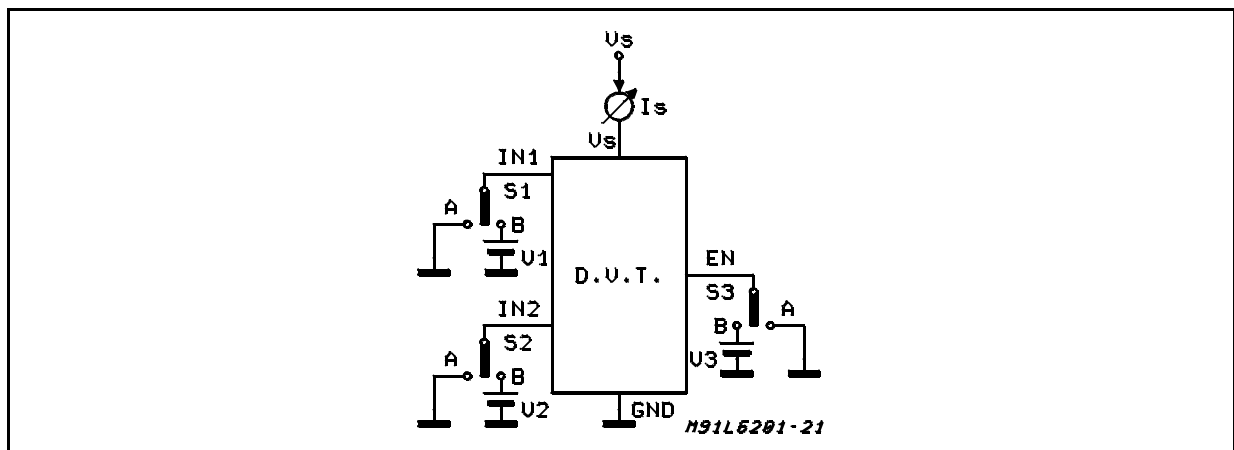 Vs
Is
Vs
IN1
S1
A
B
V1
D.U.T.
EN
S3
A
B
V3
IN2
S2
A
B
V2
GND
M91L6201-21